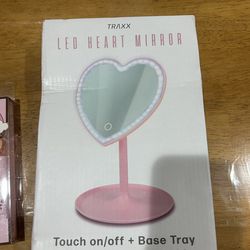 TRAXX
LED HEART MIRROR
Touch on/off + Base Tray